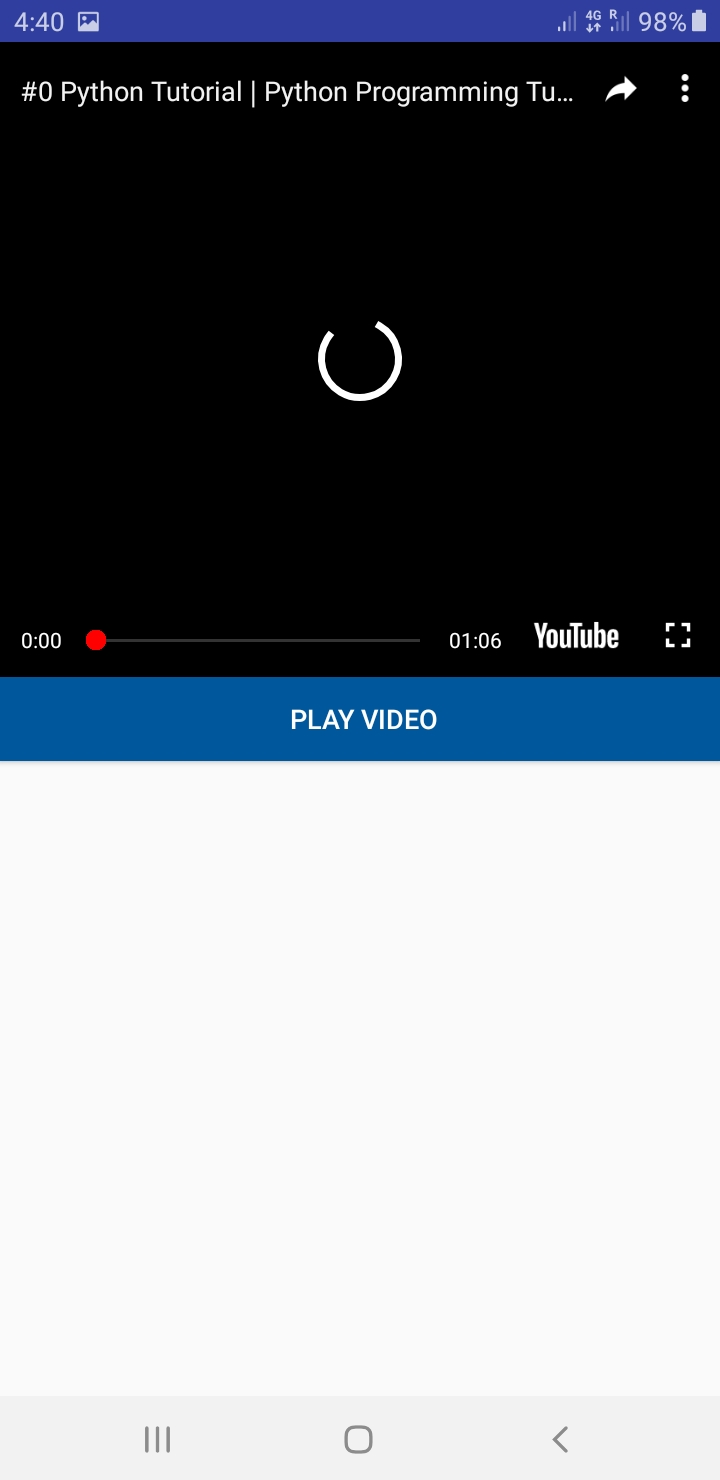 4:40 4G R 98%
#0 Python Tutorial | Python Programming Tu...
0:00 01:06 YouTube
PLAY VIDEO